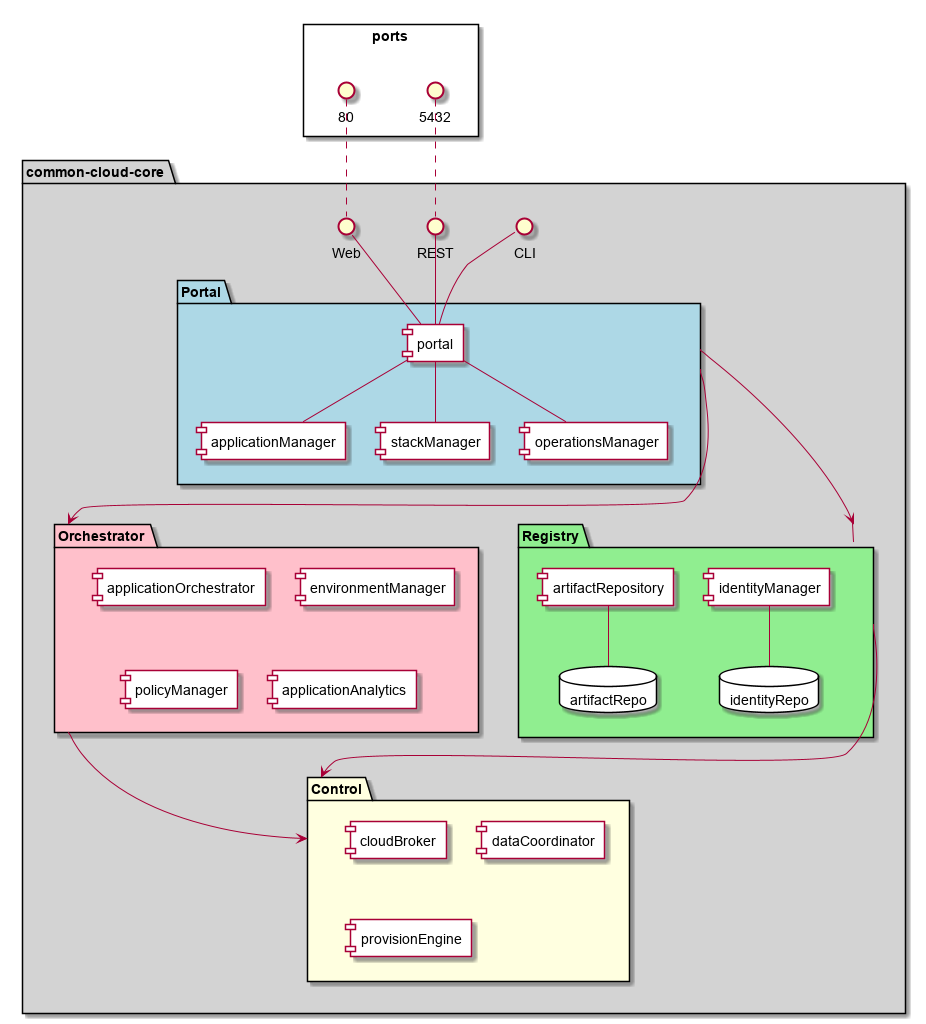 ports
80
5432
common-cloud-core
Web
REST
CLI
Portal
portal
applicationManager
stackManager
operationsManager
Orchestrator
applicationOrchestrator
environmentManager
policyManager
applicationAnalytics
Registry
artifactRepository
identityManager
artifactRepo
identityRepo
Control
cloudBroker
dataCoordinator
provisionEngine